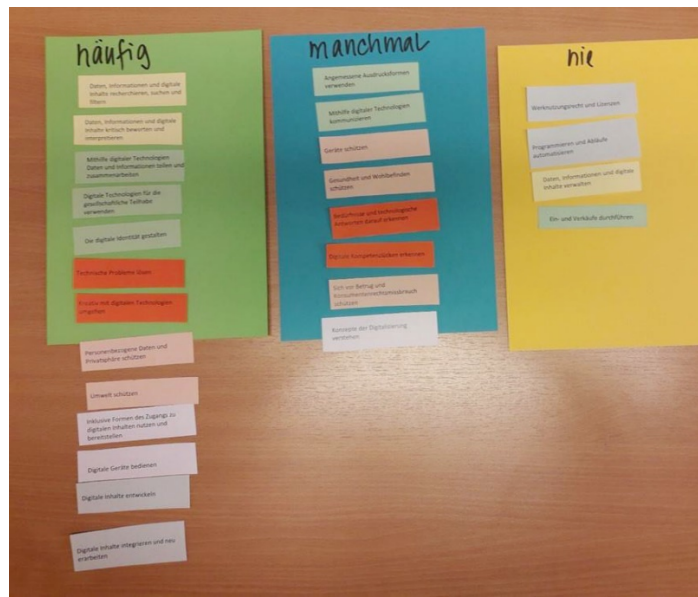 häufig
Daten, Informationen und digitale
Inhalte recherchieren, suchen und
filtern
Daten, Informationen und digitale
Inhalte kritisch bewerten und
interpretieren
Mithilfe digitaler Technologien
Daten und Informationen teilen und
zusammenarbeiten
Digitale Technologien für die
gesellschaftliche Teilhabe
verwenden
Die digitale Identität gestalten
Technische Probleme lösen
Kreativ mit digitalen Technologien
umgehen
Personenbezogene Daten und
Privatsphäre schützen
Umwelt schützen
Inklusive Formen des Zugangs zu
digitalen Inhalten nutzen und
bereitstellen
Digitale Geräte bedienen
Digitale Inhalte entwickeln
Digitale Inhalte integrieren und neu
erarbeiten
manchmal
Angemessene Ausdrucksformen
verwenden
Mithilfe digitaler Technologien
kommunizieren
Geräte schützen
Gesundheit und Wohlbefinden
schützen
Bedürfnisse und technologische
Antworten darauf erkennen
Digitale Kompetenzlücken erkennen
Sich vor Betrug und
Konsumentenrechtsmissbrauch
schützen
Konzepte der Digitalisierung
verstehen
nie
Werknutzungsrecht und Lizenzen
Programmieren und Abläufe
automatisieren
Daten, Informationen und digitale
Inhalte verwalten
Ein- und Verkäufe durchführen